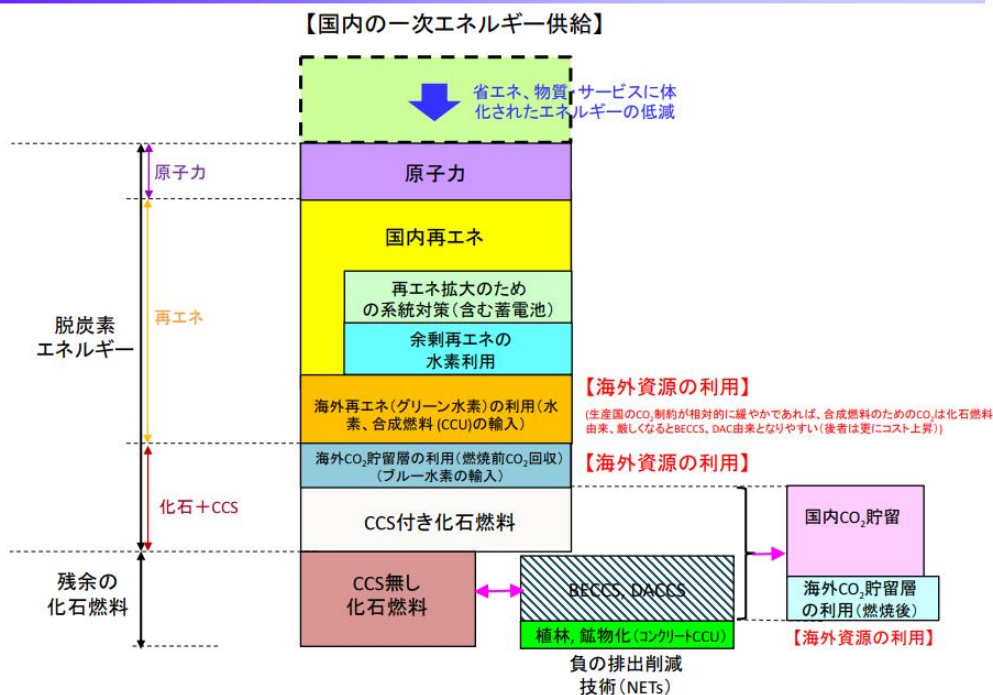 【国内の一次エネルギー供給】
省エネ、物質・サービスに体
化されたエネルギーの低減
原子力
原子力
国内再エネ
再エネ拡大のため
の系統対策（含む蓄電池）
余剰再エネの
水素利用
再エネ
脱炭素
エネルギー
海外再エネ（グリーン水素）の利用（水
素、合成燃料（CCU）の輸入）
【海外資源の利用】
（生産国のCO2制約が相対的に緩やかであれば、合成燃料のためのCO2は化石燃料
由来、厳しくなるとBECCS、DAC由来となりやすい（後者は更にコスト上昇））
海外CO2貯留層の利用（燃焼前CO2回収）
（ブルー水素の輸入）
【海外資源の利用】
化石＋CCS
CCS付き化石燃料
国内CO2貯留
残余の
化石燃料
CCS無し
化石燃料
BECCS, DACCS
海外CO2貯留層
の利用（燃焼後）
植林, 鉱物化（コンクリートCCU）
【海外資源の利用】
負の排出削減
技術（NETs）